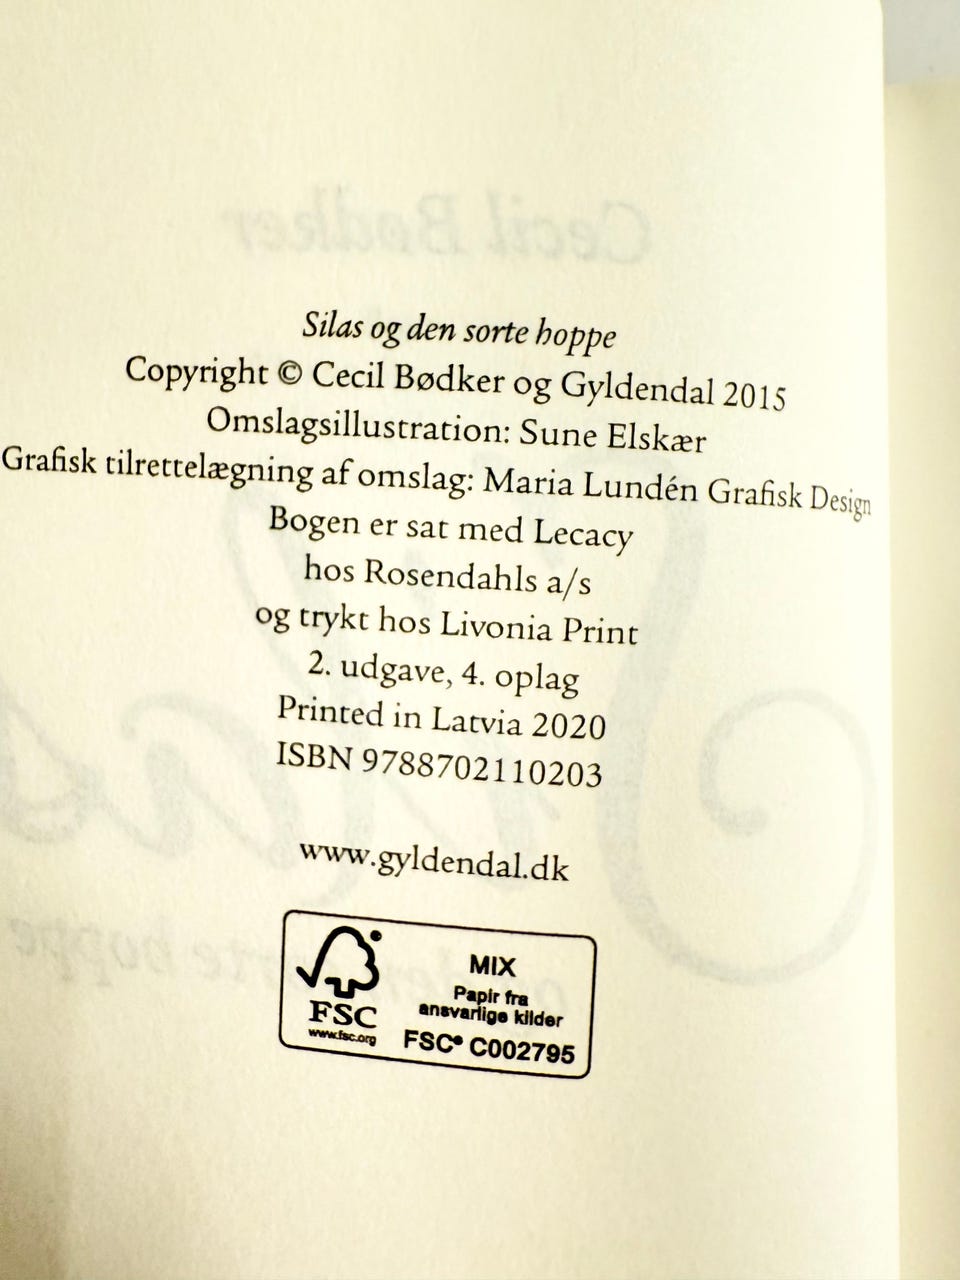 Cecil Bødker
Silas og den sorte hoppe
Copyright © Cecil Bødker og Gyldendal 2015
Omslagsillustration: Sune Elskær
Grafisk tilrettelægning af omslag: Maria Lundén Grafisk Design
Bogen er sat med Lecacy
hos Rosendahls a/s
og trykt hos Livonia Print
2. udgave, 4. oplag
Printed in Latvia 2020
ISBN 9788702110203
www.gyldendal.dk
FSC
www.fsc.org
MIX
Papir fra
ansvarlige kilder
FSC® C002795